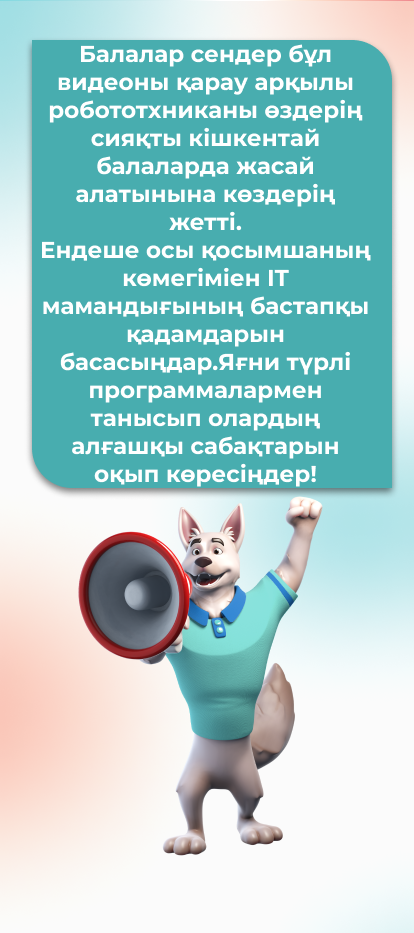 Балалар сендер бұл
видеоны қарау арқылы
робототхниканы өздерің
сияқты кішкентай
балаларда жасай
алатынына көздерің
жетті.
Ендеше осы қосымшаның
көмегіміен IT
мамандығының бастапқы
қадамдарын
басасыңдар.Яғни түрлі
программалармен
танысып олардың
алғашқы сабақтарын
оқып көресіңдер!